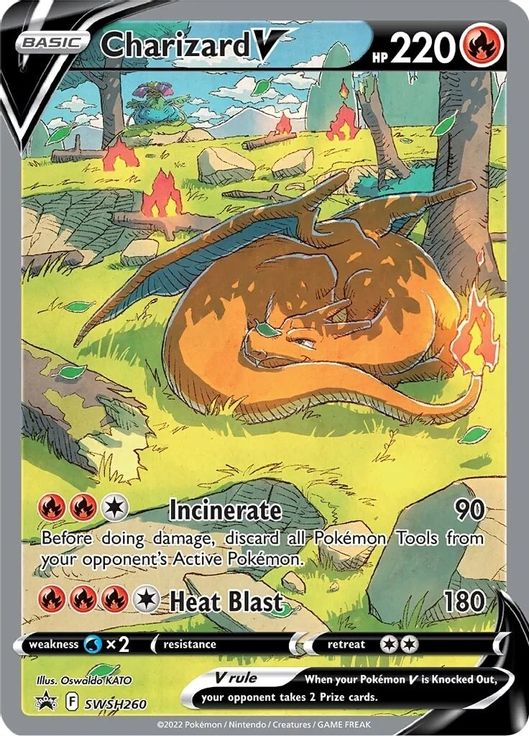 BASIC Charizard V HP 220
Incinerate 90
Before doing damage, discard all Pokémon Tools from
your opponent's Active Pokémon.
Heat Blast 180
weakness ×2 resistance retreat
Illus. Oswaldo KATO
V rule When your Pokémon V is Knocked Out,
your opponent takes 2 Prize cards.
F SWSH260
©2022 Pokémon / Nintendo / Creatures / GAME FREAK